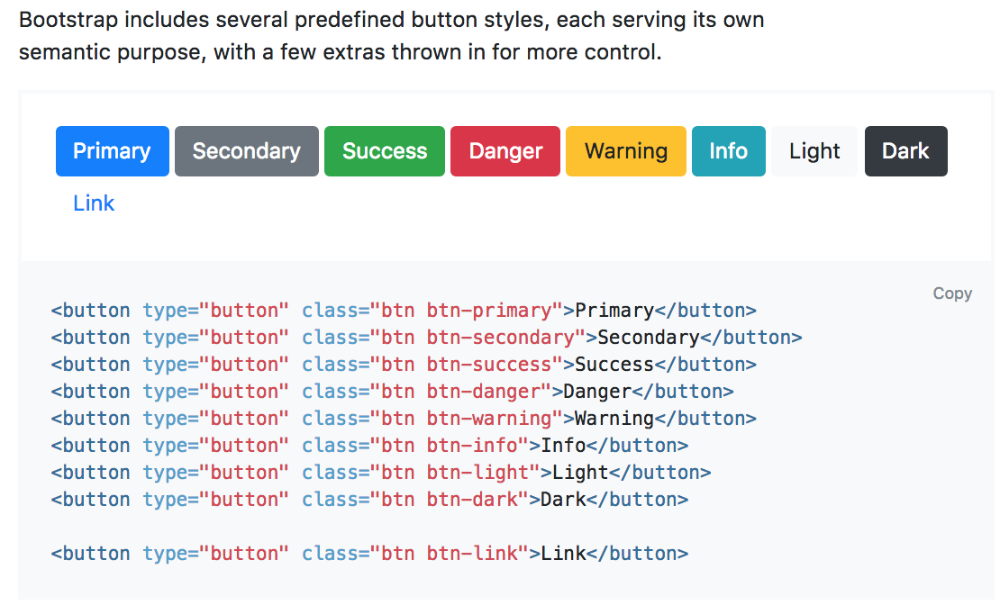 Bootstrap includes several predefined button styles, each serving its own
semantic purpose, with a few extras thrown in for more control.
Primary Secondary Success Danger Warning Info Light Dark
Link
Copy
<button type="button" class="btn btn-primary">Primary</button>
<button type="button" class="btn btn-secondary">Secondary</button>
<button type="button" class="btn btn-success">Success</button>
<button type="button" class="btn btn-danger">Danger</button>
<button type="button" class="btn btn-warning">Warning</button>
<button type="button" class="btn btn-info">Info</button>
<button type="button" class="btn btn-light">Light</button>
<button type="button" class="btn btn-dark">Dark</button>
<button type="button" class="btn btn-link">Link</button>